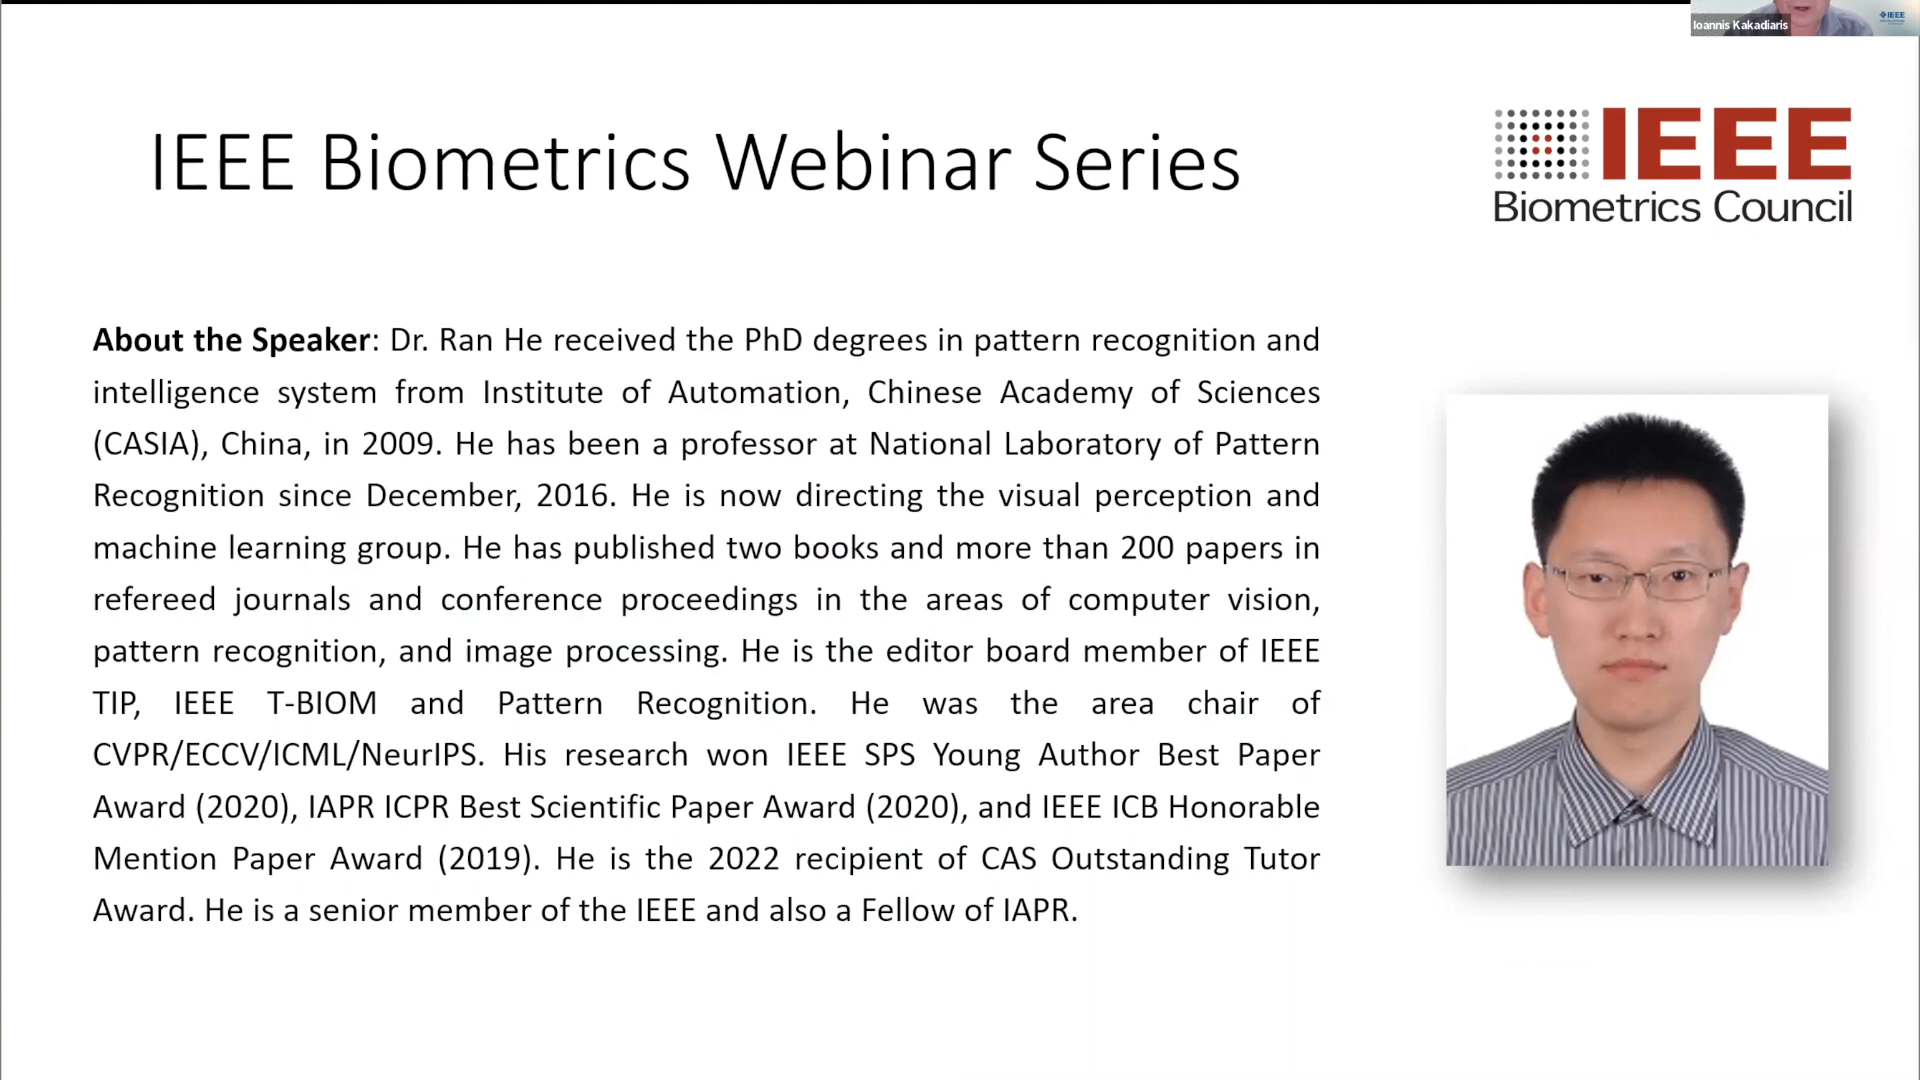 Ioannis Kakadiaris
IEEE
IEEE Biometrics Webinar Series
IEEE
Biometrics Council
About the Speaker: Dr. Ran He received the PhD degrees in pattern recognition and
intelligence system from Institute of Automation, Chinese Academy of Sciences
(CASIA), China, in 2009. He has been a professor at National Laboratory of Pattern
Recognition since December, 2016. He is now directing the visual perception and
machine learning group. He has published two books and more than 200 papers in
refereed journals and conference proceedings in the areas of computer vision,
pattern recognition, and image processing. He is the editor board member of IEEE
TIP, IEEE T-BIOM and Pattern Recognition. He was the area chair of
CVPR/ECCV/ICML/NeurIPS. His research won IEEE SPS Young Author Best Paper
Award (2020), IAPR ICPR Best Scientific Paper Award (2020), and IEEE ICB Honorable
Mention Paper Award (2019). He is the 2022 recipient of CAS Outstanding Tutor
Award. He is a senior member of the IEEE and also a Fellow of IAPR.